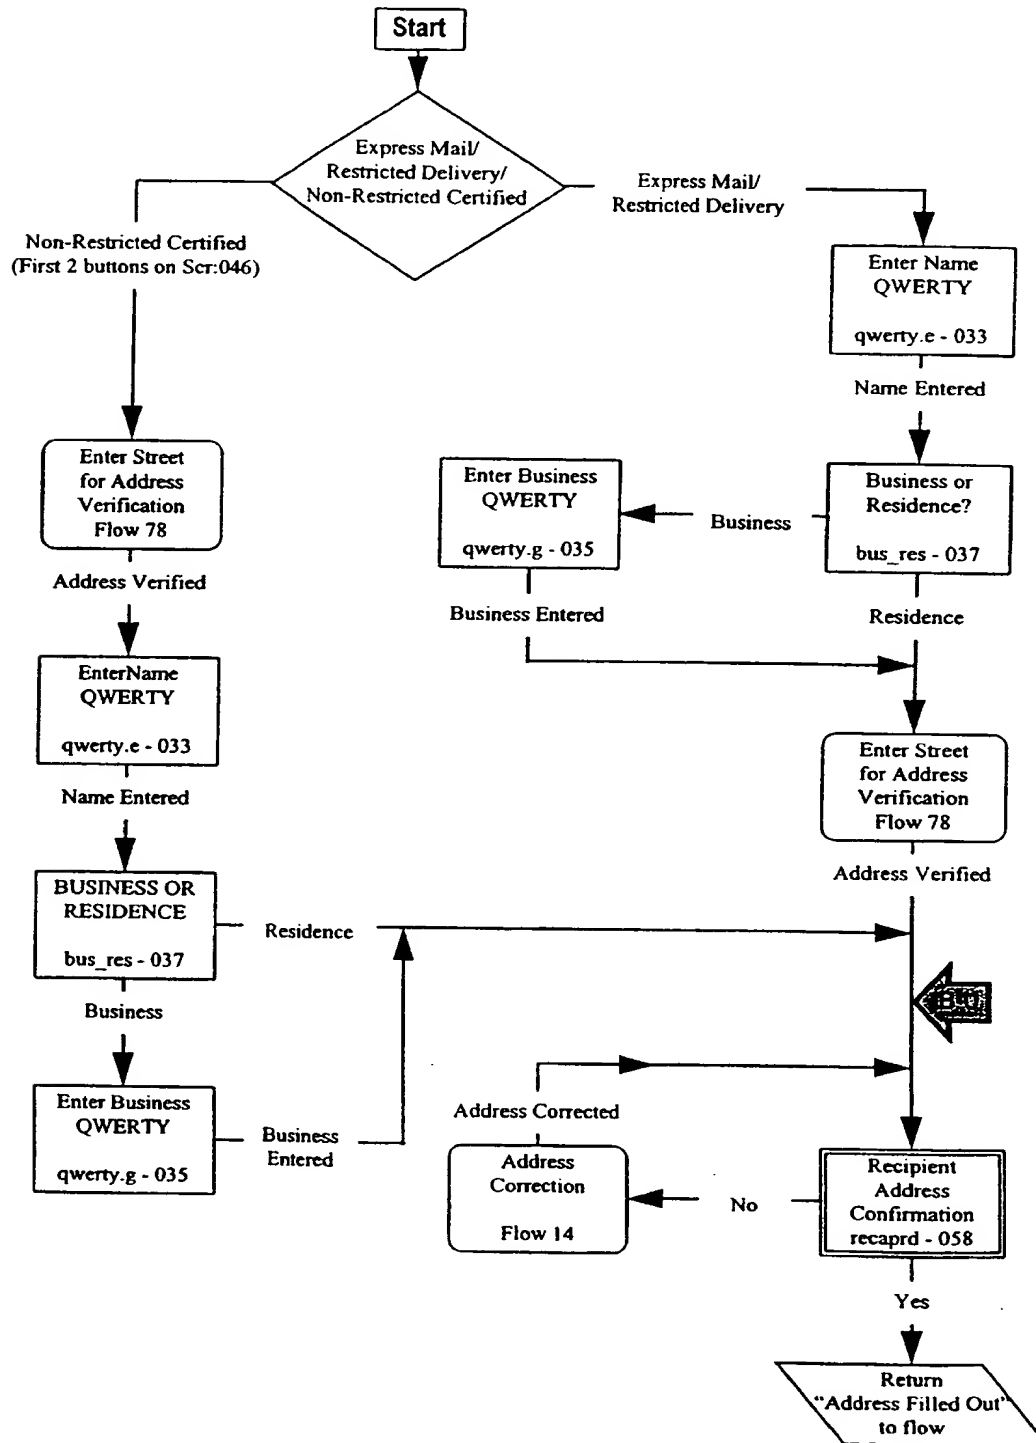 Start
Express Mail/
Restricted Delivery/
Non-Restricted Certified
Express Mail/
Restricted Delivery
Non-Restricted Certified
(First 2 buttons on Scr:046)
Enter Name
QWERTY
qwerty.e - 033
Name Entered
Enter Street
for Address
Verification
Flow 78
Enter Business
QWERTY
qwerty.g - 035
Business
Business or
Residence?
bus_res - 037
Address Verified
Business Entered
Residence
EnterName
QWERTY
qwerty.e - 033
Name Entered
Enter Street
for Address
Verification
Flow 78
Address Verified
BUSINESS OR
RESIDENCE
bus_res - 037
Residence
Business
Enter Business
QWERTY
qwerty.g - 035
Business
Entered
Address Corrected
Address
Correction
Flow 14
No
Recipient
Address
Confirmation
recaprd - 058
Yes
Return
"Address Filled Out"
to flow